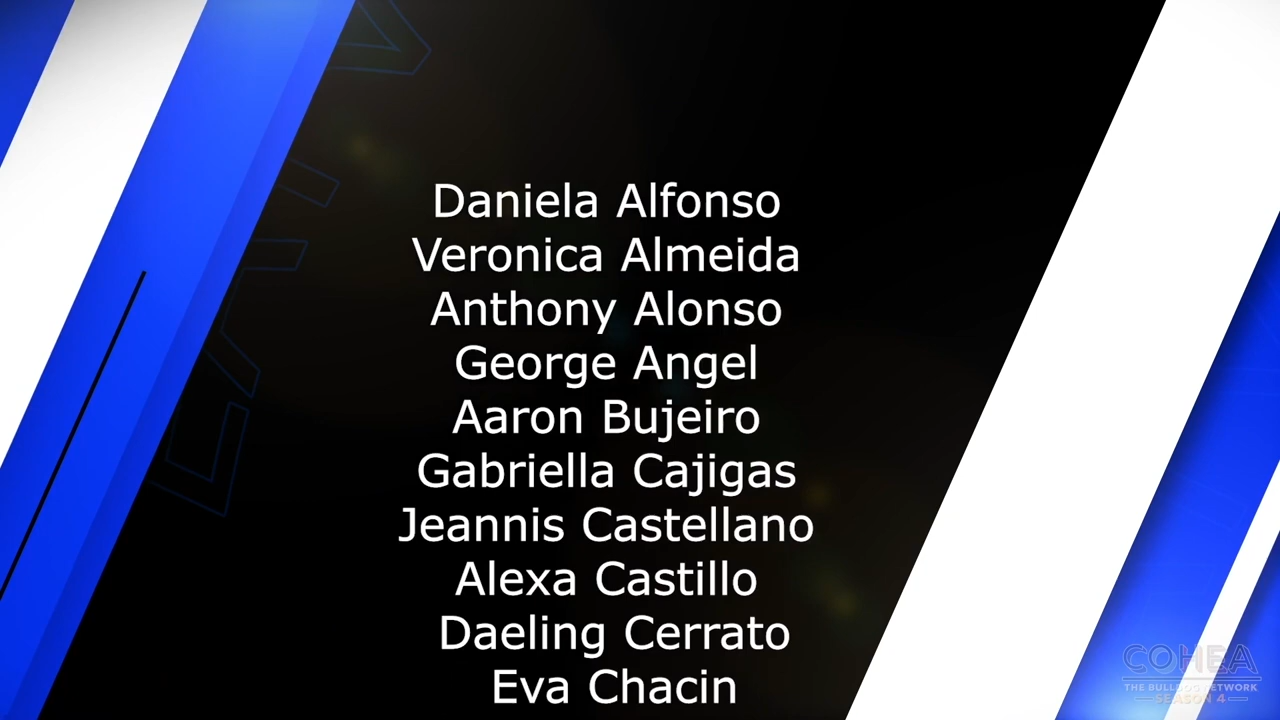 Daniela Alfonso
Veronica Almeida
Anthony Alonso
George Angel
Aaron Bujeiro
Gabriella Cajigas
Jeannis Castellano
Alexa Castillo
Daeling Cerrato
Eva Chacin
COHEA
THE BULLDOG NETWORK
SEASON 4